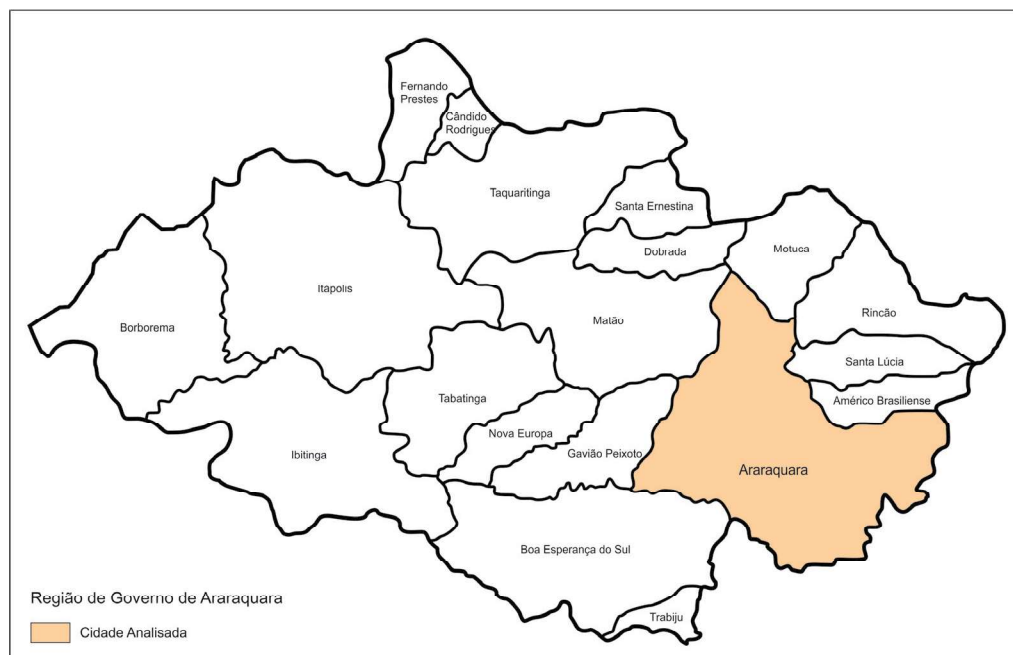 Fernando
Prestes
Cândido
Rodrigues
Taquaritinga
Santa Ernestina
Dobrada
Motuca
Itápolis
Borborema
Matão
Rincão
Santa Lúcia
Américo Brasiliense
Tabatinga
Nova Europa
Ibitinga
Gavião Peixoto
Araraquara
Boa Esperança do Sul
Trabiju
Região de Governo de Araraquara
Cidade Analisada